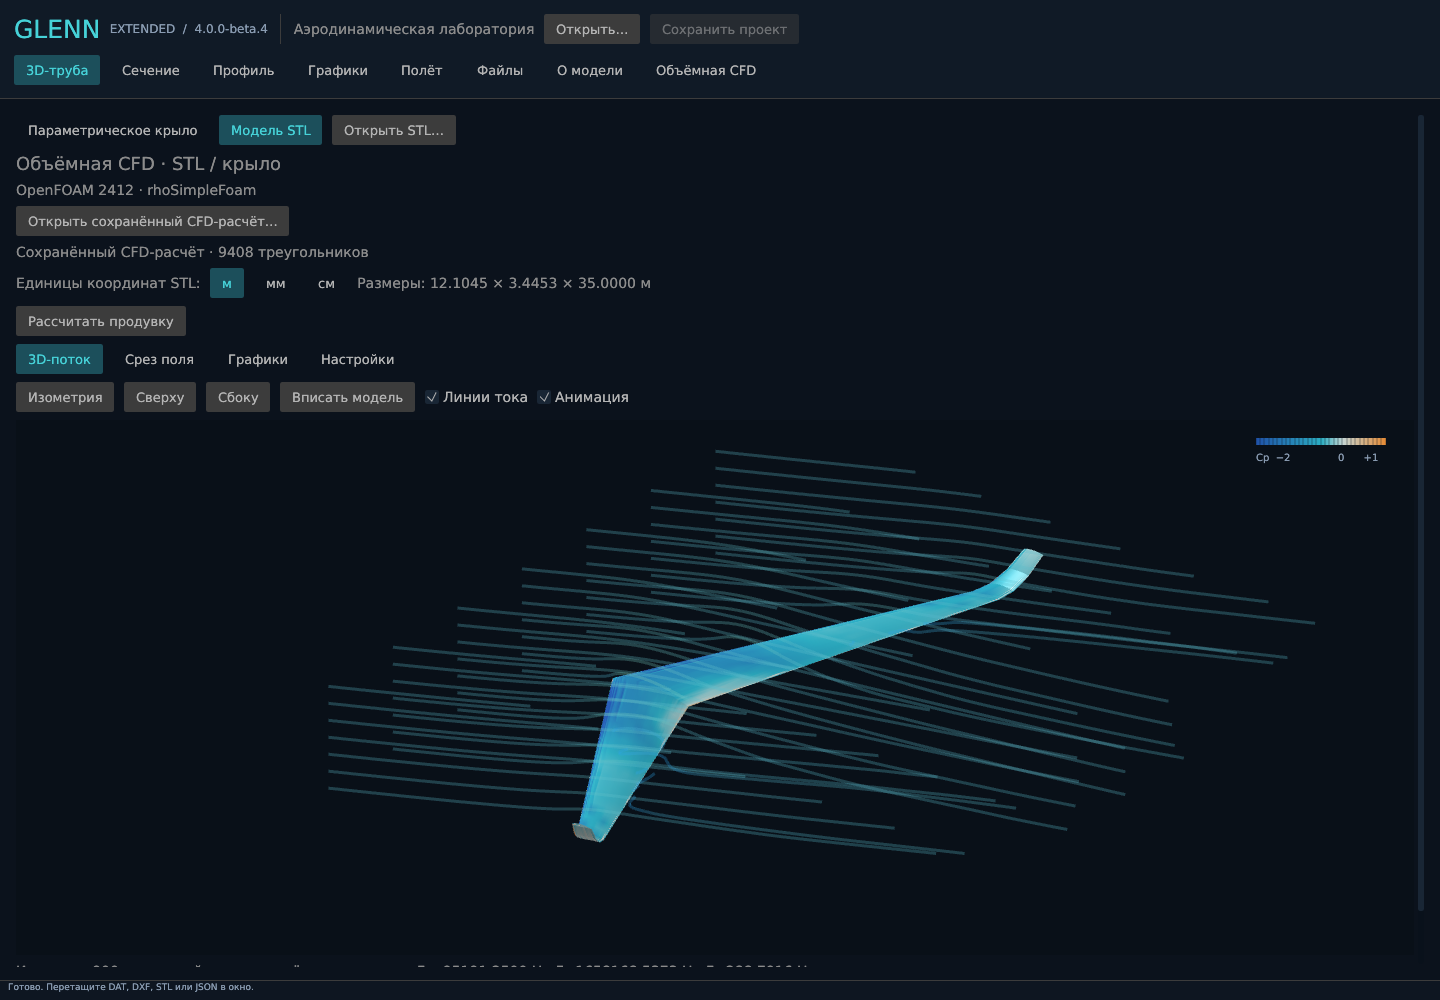 GLENN EXTENDED / 4.0.0-beta.4 Аэродинамическая лаборатория Открыть... Сохранить проект
3D-труба Сечение Профиль Графики Полёт Файлы О модели Объёмная CFD
Параметрическое крыло Модель STL Открыть STL...
Объёмная CFD · STL / крыло
OpenFOAM 2412 · rhoSimpleFoam
Открыть сохранённый CFD-расчёт...
Сохранённый CFD-расчёт · 9408 треугольников
Единицы координат STL: м мм см Размеры: 12.1045 × 3.4453 × 35.0000 м
Рассчитать продувку
3D-поток Срез поля Графики Настройки
Изометрия Сверху Сбоку Вписать модель Линии тока Анимация
Cp −2 0 +1
Готово. Перетащите DAT, DXF, STL или JSON в окно.